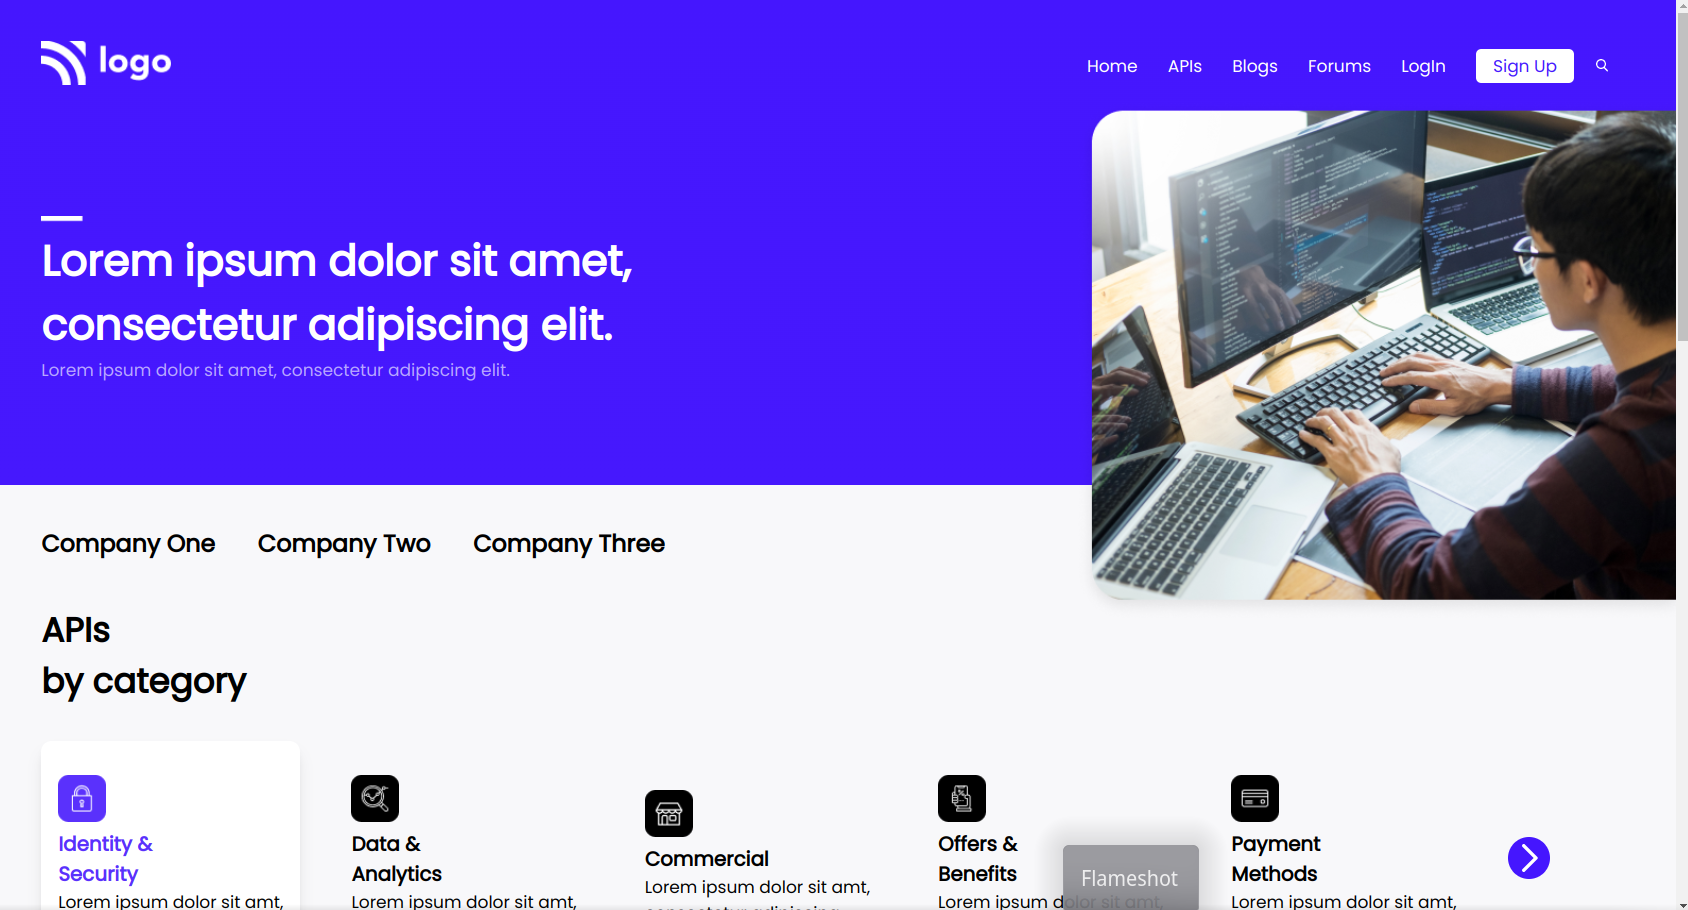 logo
Home APIs Blogs Forums LogIn Sign Up
Lorem ipsum dolor sit amet,
consectetur adipiscing elit.
Lorem ipsum dolor sit amet, consectetur adipiscing elit.
Company One Company Two Company Three
APIs
by category
Identity &
Security
Lorem ipsum dolor sit amt,
Data &
Analytics
Lorem ipsum dolor sit amt,
Commercial
Lorem ipsum dolor sit amt,
Offers &
Benefits
Lorem ipsum dolor sit amt,
Payment
Methods
Lorem ipsum dolor sit amt,
Flameshot